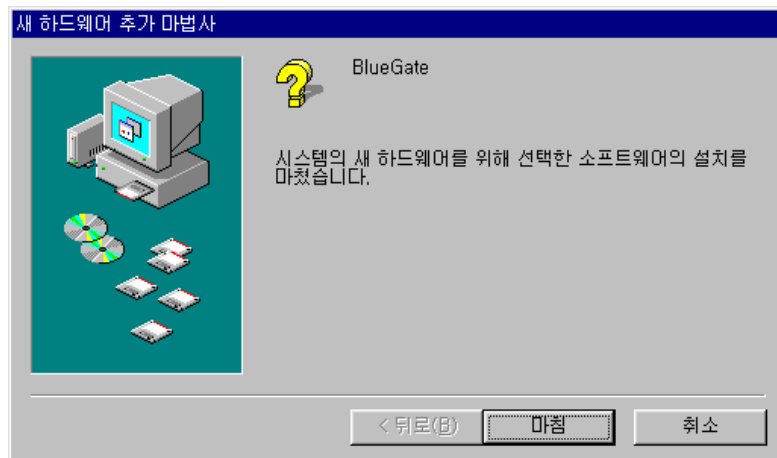 새 하드웨어 추가 마법사
BlueGate
시스템의 새 하드웨어를 위해 선택한 소프트웨어의 설치를
마쳤습니다.
< 뒤로(B)
마침
취소